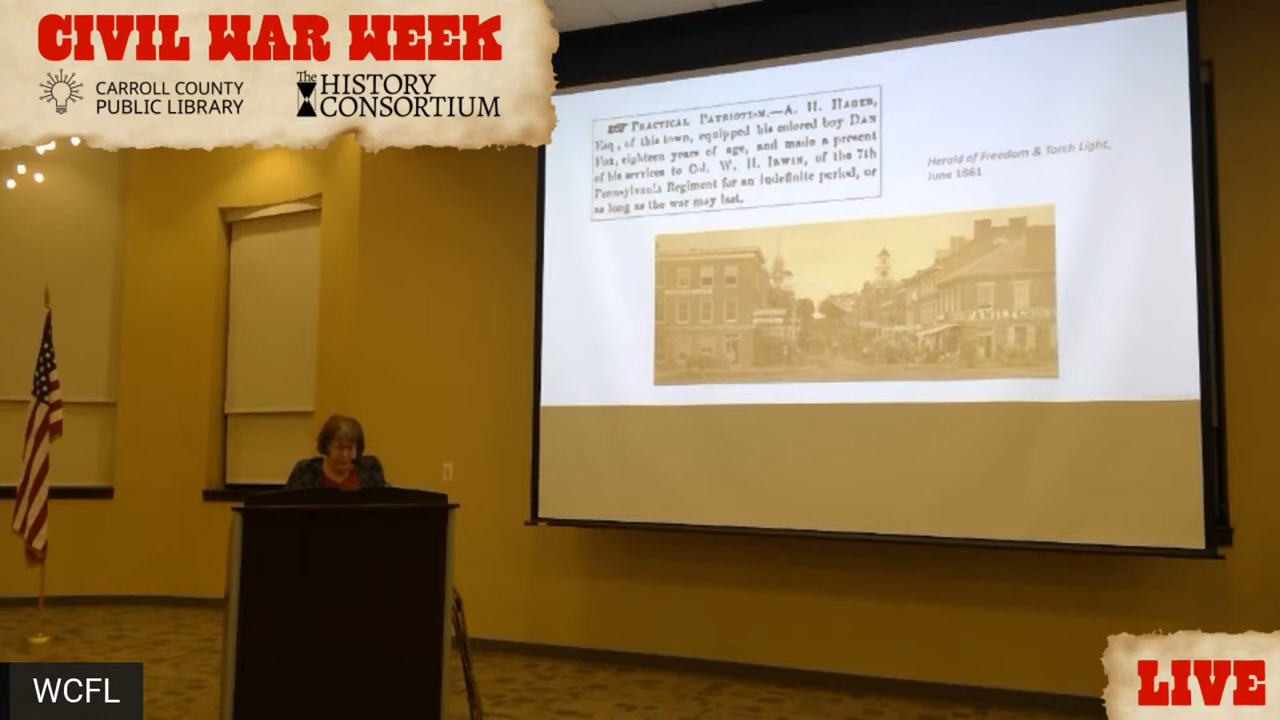 CIVIL WAR WEEK
CARROLL COUNTY
PUBLIC LIBRARY
The HISTORY
CONSORTIUM
PRACTICAL PATRIOTISM.—A. H. HAGER,
Esq., of this town, equipped his colored boy DAN
Fox, eighteen years of age, and made a present
of his services to Col. W. H. IRWIN, of the 7th
Pennsylvania Regiment for an indefinite period, or
as long as the war may last.
Herald of Freedom & Torch Light,
June 1861
WCFL
LIVE